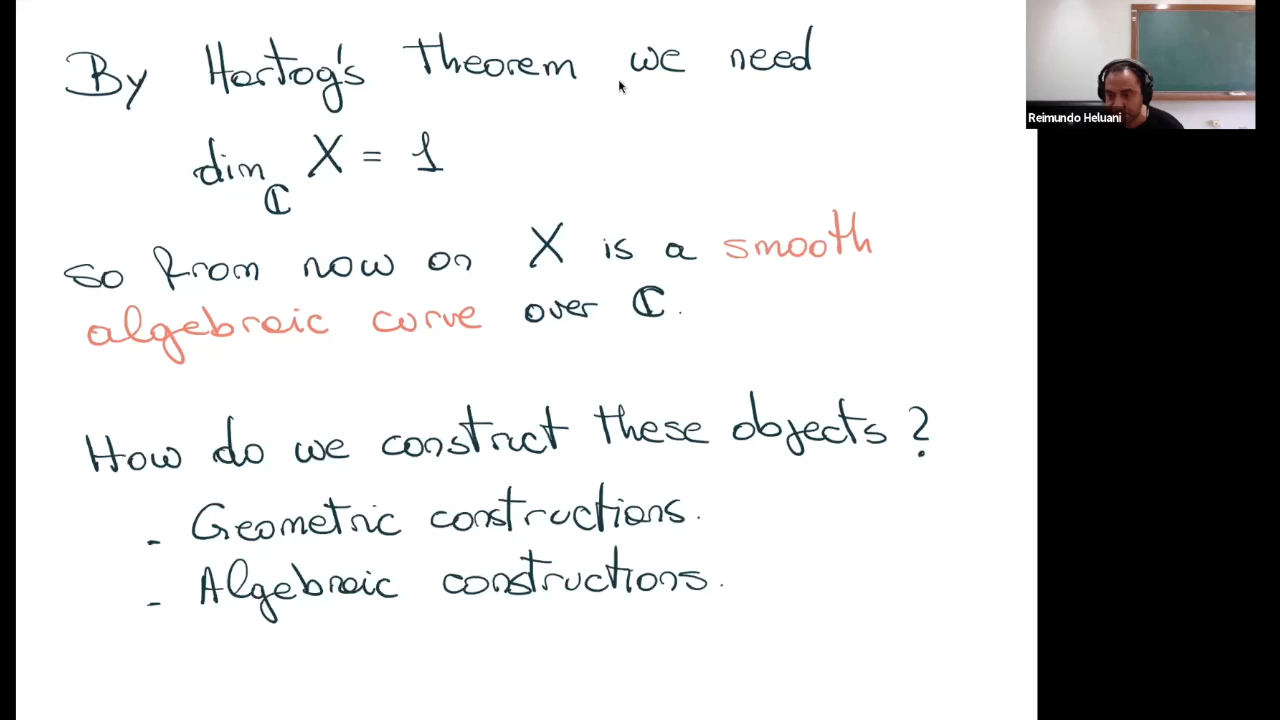 By Hartog's Theorem we need
dim_ℂ X = 1
so from now on X is a smooth
algebraic curve over ℂ.
How do we construct these objects?
- Geometric constructions.
- Algebraic constructions.
Reimundo Heluani